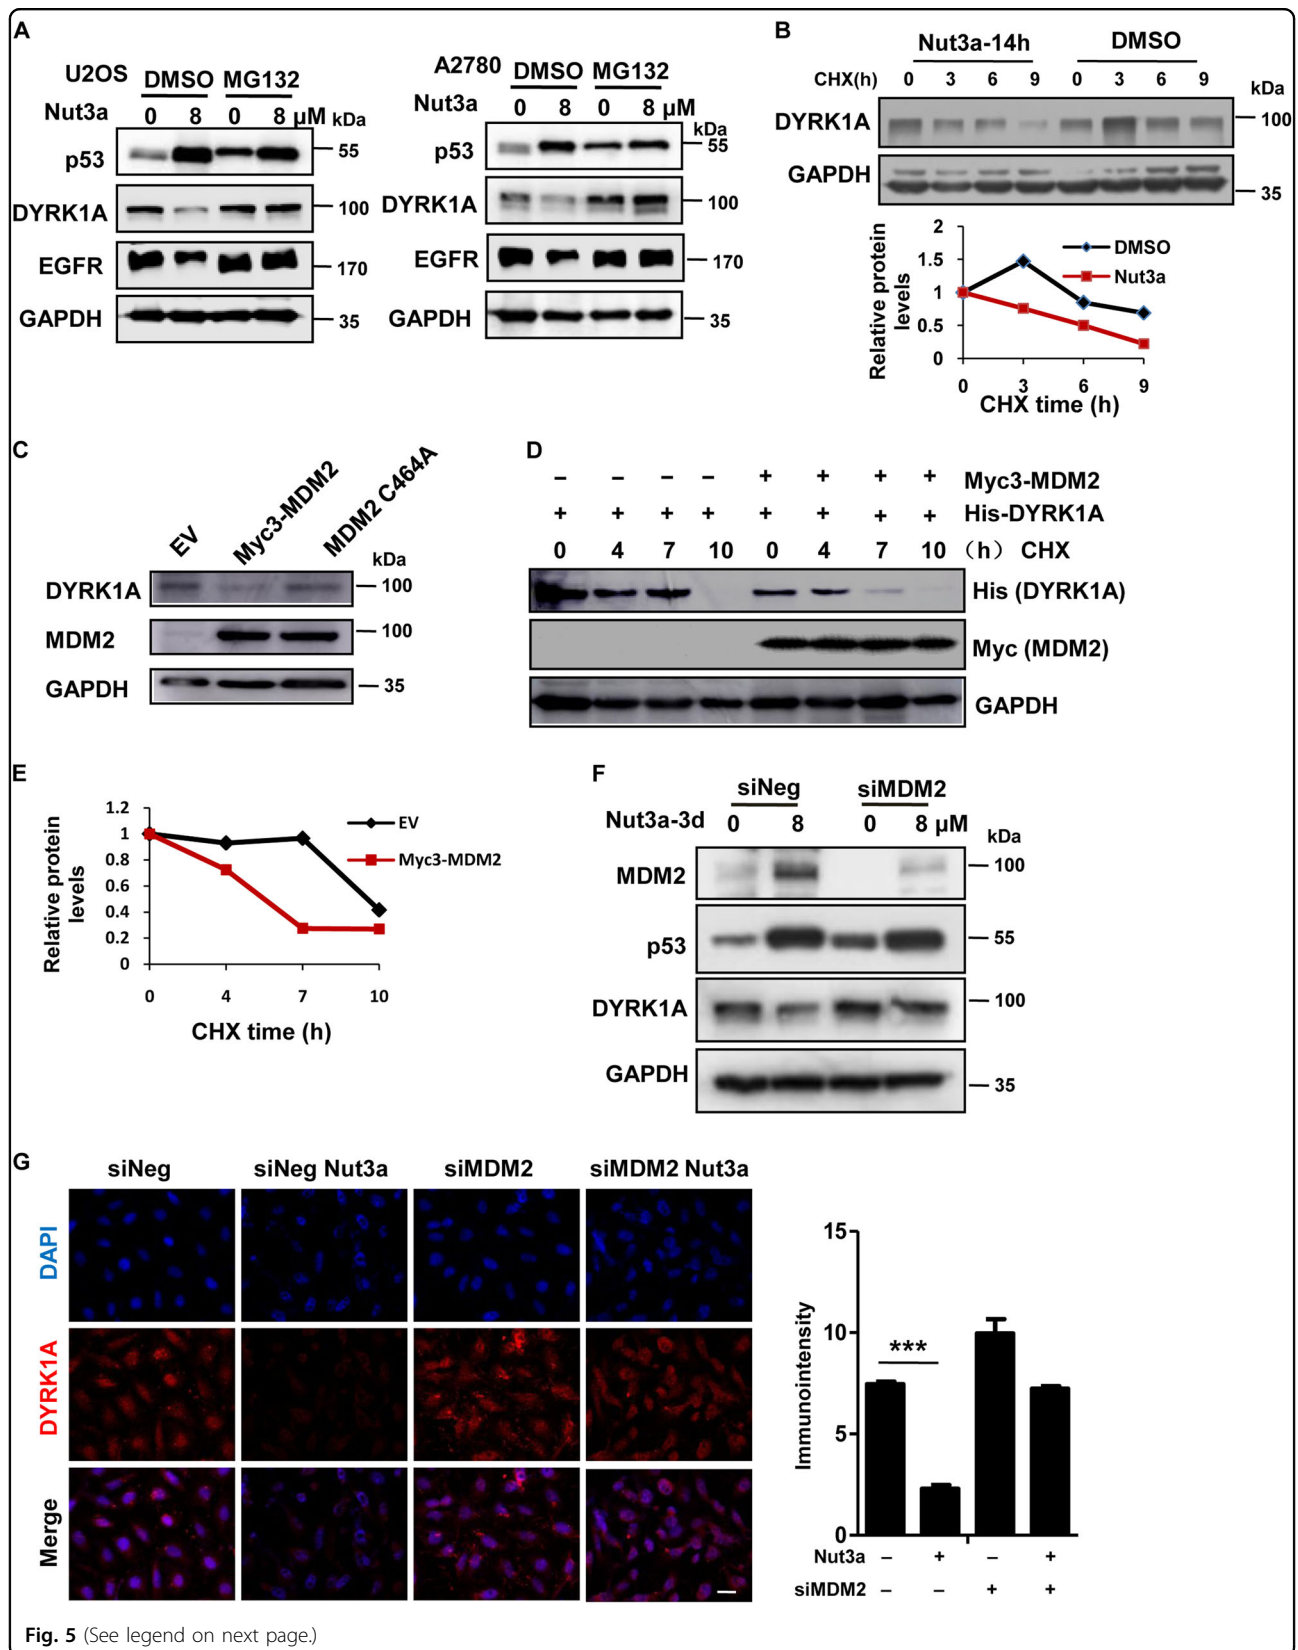 A
U2OS DMSO MG132
Nut3a 0 8 0 8 µM kDa
p53 55
DYRK1A 100
EGFR 170
GAPDH 35
A2780 DMSO MG132
Nut3a 0 8 0 8 µM
kDa
p53 55
DYRK1A 100
EGFR 170
GAPDH 35
B
Nut3a-14h DMSO
CHX(h) 0 3 6 9 0 3 6 9 kDa
DYRK1A 100
GAPDH 35
Relative protein levels
2
1.5
1
0.5
0
DMSO
Nut3a
0 3 6 9
CHX time (h)
C
EV Myc3-MDM2 MDM2 C464A
kDa
DYRK1A 100
MDM2 100
GAPDH 35
D
– – – – + + + + Myc3-MDM2
+ + + + + + + + His-DYRK1A
0 4 7 10 0 4 7 10 (h) CHX
His (DYRK1A)
Myc (MDM2)
GAPDH
E
Relative protein levels
1.2
1
0.8
0.6
0.4
0.2
0
EV
Myc3-MDM2
0 4 7 10
CHX time (h)
F
siNeg siMDM2
Nut3a-3d 0 8 0 8 µM
kDa
MDM2 100
p53 55
DYRK1A 100
GAPDH 35
G
siNeg siNeg Nut3a siMDM2 siMDM2 Nut3a
DAPI
DYRK1A
Merge
Immunointensity
15
10
5
0
***
Nut3a – + – +
siMDM2 – – + +
Fig. 5 (See legend on next page.)